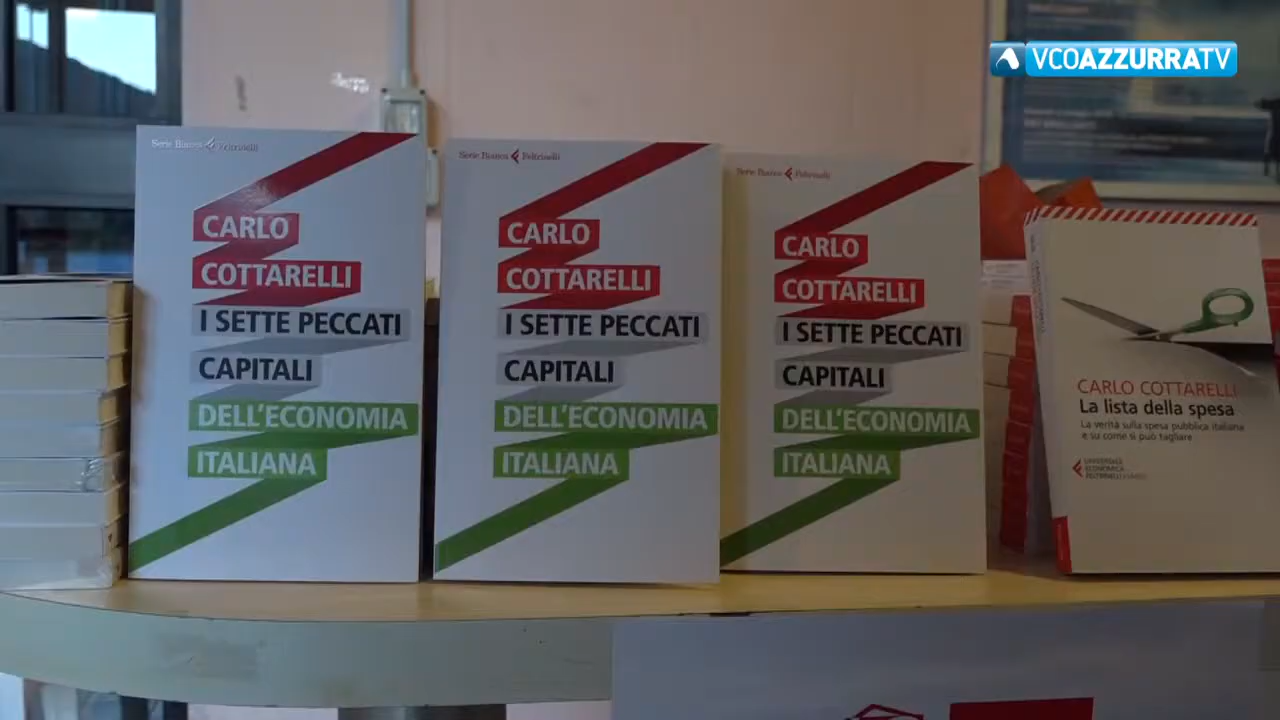 VCOAZZURRATV
Serie Bianca Feltrinelli
CARLO
COTTARELLI
I SETTE PECCATI
CAPITALI
DELL'ECONOMIA
ITALIANA
Serie Bianca Feltrinelli
CARLO
COTTARELLI
I SETTE PECCATI
CAPITALI
DELL'ECONOMIA
ITALIANA
Serie Bianca Feltrinelli
CARLO
COTTARELLI
I SETTE PECCATI
CAPITALI
DELL'ECONOMIA
ITALIANA
CARLO COTTARELLI
La lista della spesa
La verità sulla spesa pubblica italiana
e su come si può tagliare
UNIVERSALE
ECONOMICA
FELTRINELLI